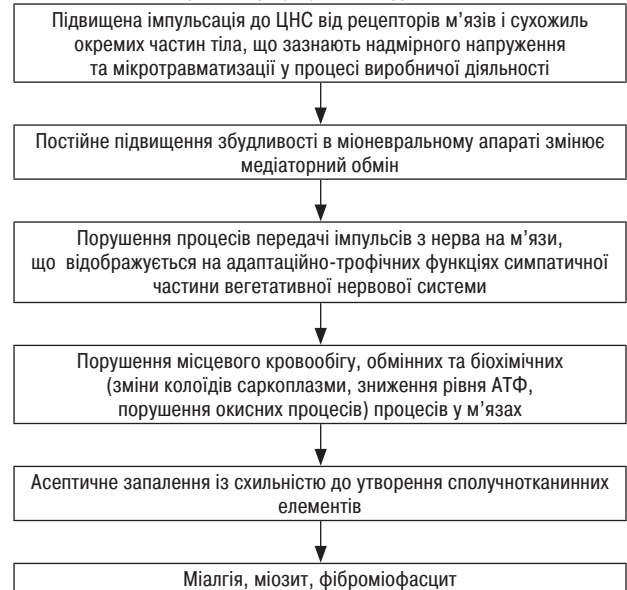 Підвищена імпульсація до ЦНС від рецепторів м’язів і сухожиль
окремих частин тіла, що зазнають надмірного напруження
та мікротравматизації у процесі виробничої діяльності
Постійне підвищення збудливості в міоневральному апараті змінює
медіаторний обмін
Порушення процесів передачі імпульсів з нерва на м’язи,
що відображується на адаптаційно-трофічних функціях симпатичної
частини вегетативної нервової системи
Порушення місцевого кровообігу, обмінних та біохімічних
(зміни колоїдів саркоплазми, зниження рівня АТФ,
порушення окисних процесів) процесів у м’язах
Асептичне запалення із схильністю до утворення сполучнотканинних
елементів
Міалгія, міозит, фіброміофасцит